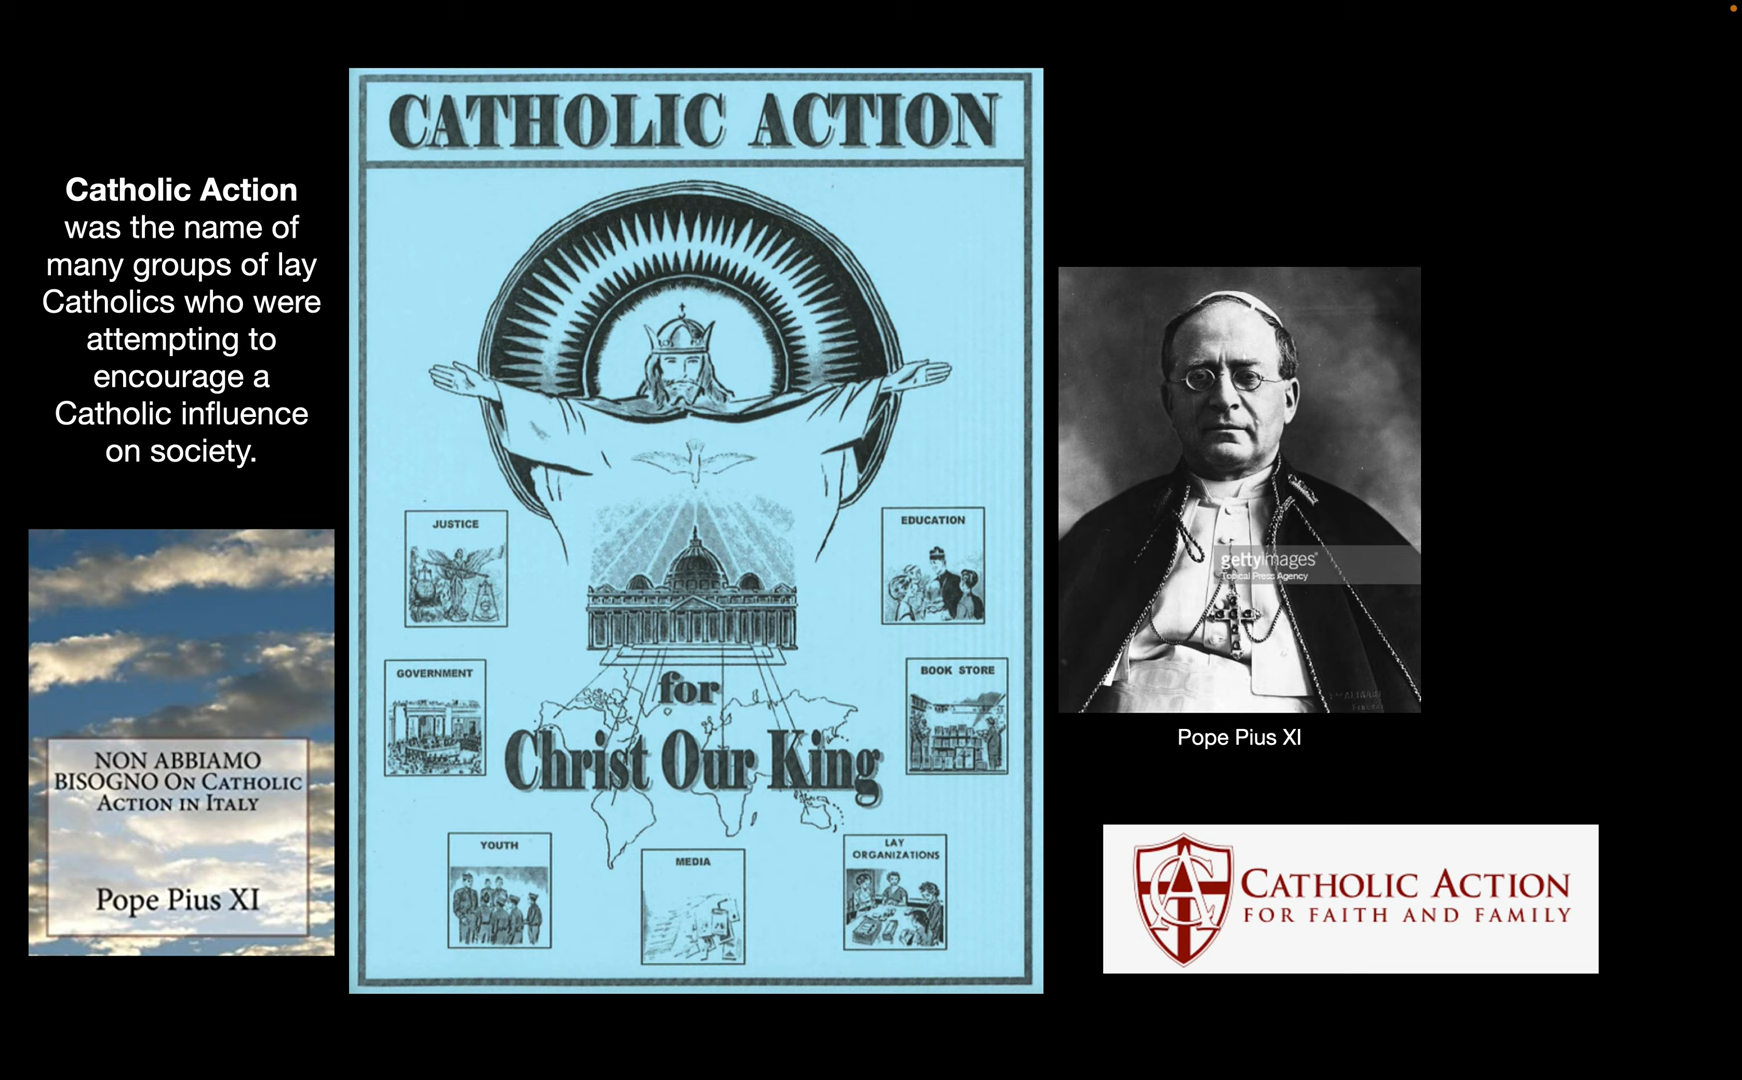 Catholic Action
was the name of
many groups of lay
Catholics who were
attempting to
encourage a
Catholic influence
on society.
NON ABBIAMO
BISOGNO On Catholic
Action in Italy
Pope Pius XI
CATHOLIC ACTION
JUSTICE
EDUCATION
GOVERNMENT
BOOK STORE
for
Christ Our King
YOUTH
MEDIA
LAY
ORGANIZATIONS
gettyimages®
Topical Press Agency
Pope Pius XI
CATHOLIC ACTION
FOR FAITH AND FAMILY